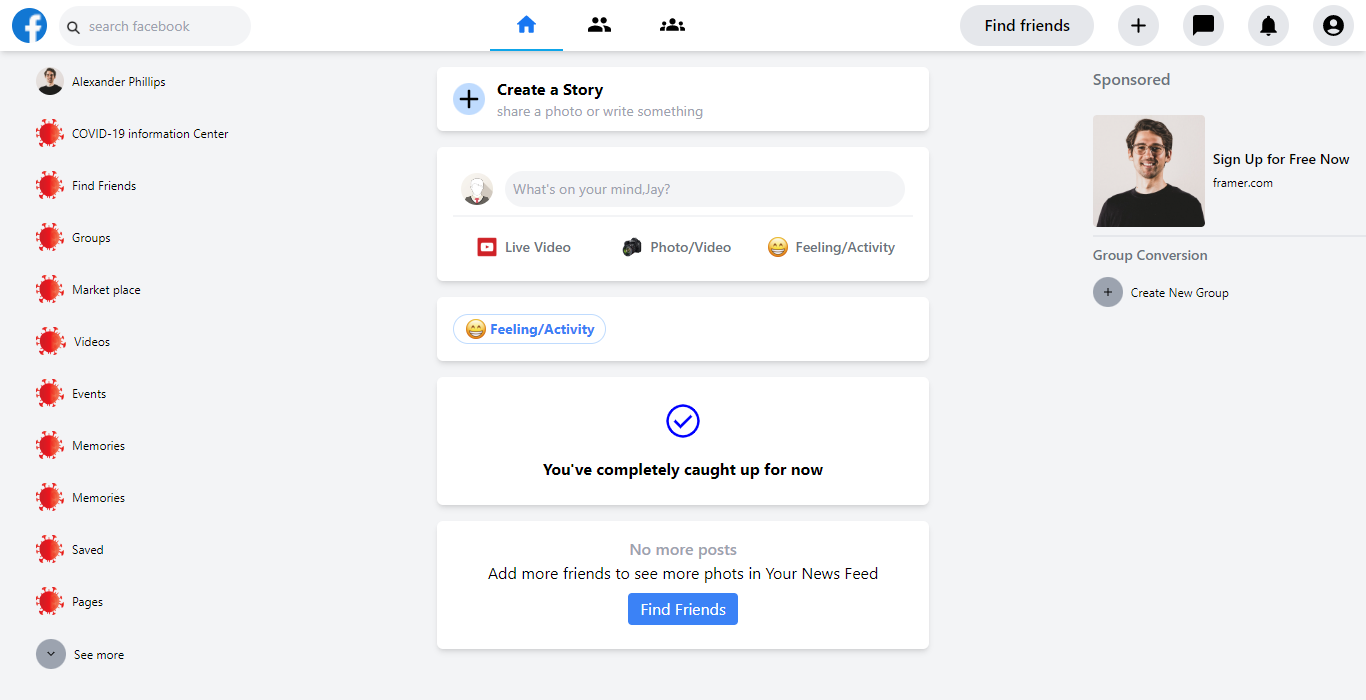 search facebook
Find friends
Alexander Phillips
COVID-19 information Center
Find Friends
Groups
Market place
Videos
Events
Memories
Memories
Saved
Pages
See more
Create a Story
share a photo or write something
What's on your mind,Jay?
Live Video
Photo/Video
Feeling/Activity
Feeling/Activity
You've completely caught up for now
No more posts
Add more friends to see more phots in Your News Feed
Find Friends
Sponsored
Sign Up for Free Now
framer.com
Group Conversion
Create New Group